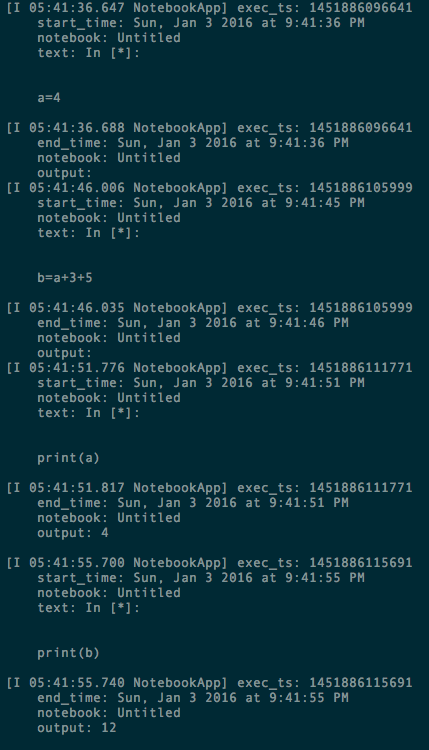 [I 05:41:36.647 NotebookApp] exec_ts: 1451886096641
start_time: Sun, Jan 3 2016 at 9:41:36 PM
notebook: Untitled
text: In [*]:
a=4
[I 05:41:36.688 NotebookApp] exec_ts: 1451886096641
end_time: Sun, Jan 3 2016 at 9:41:36 PM
notebook: Untitled
output:
[I 05:41:46.006 NotebookApp] exec_ts: 1451886105999
start_time: Sun, Jan 3 2016 at 9:41:45 PM
notebook: Untitled
text: In [*]:
b=a+3+5
[I 05:41:46.035 NotebookApp] exec_ts: 1451886105999
end_time: Sun, Jan 3 2016 at 9:41:46 PM
notebook: Untitled
output:
[I 05:41:51.776 NotebookApp] exec_ts: 1451886111771
start_time: Sun, Jan 3 2016 at 9:41:51 PM
notebook: Untitled
text: In [*]:
print(a)
[I 05:41:51.817 NotebookApp] exec_ts: 1451886111771
end_time: Sun, Jan 3 2016 at 9:41:51 PM
notebook: Untitled
output: 4
[I 05:41:55.700 NotebookApp] exec_ts: 1451886115691
start_time: Sun, Jan 3 2016 at 9:41:55 PM
notebook: Untitled
text: In [*]:
print(b)
[I 05:41:55.740 NotebookApp] exec_ts: 1451886115691
end_time: Sun, Jan 3 2016 at 9:41:55 PM
notebook: Untitled
output: 12